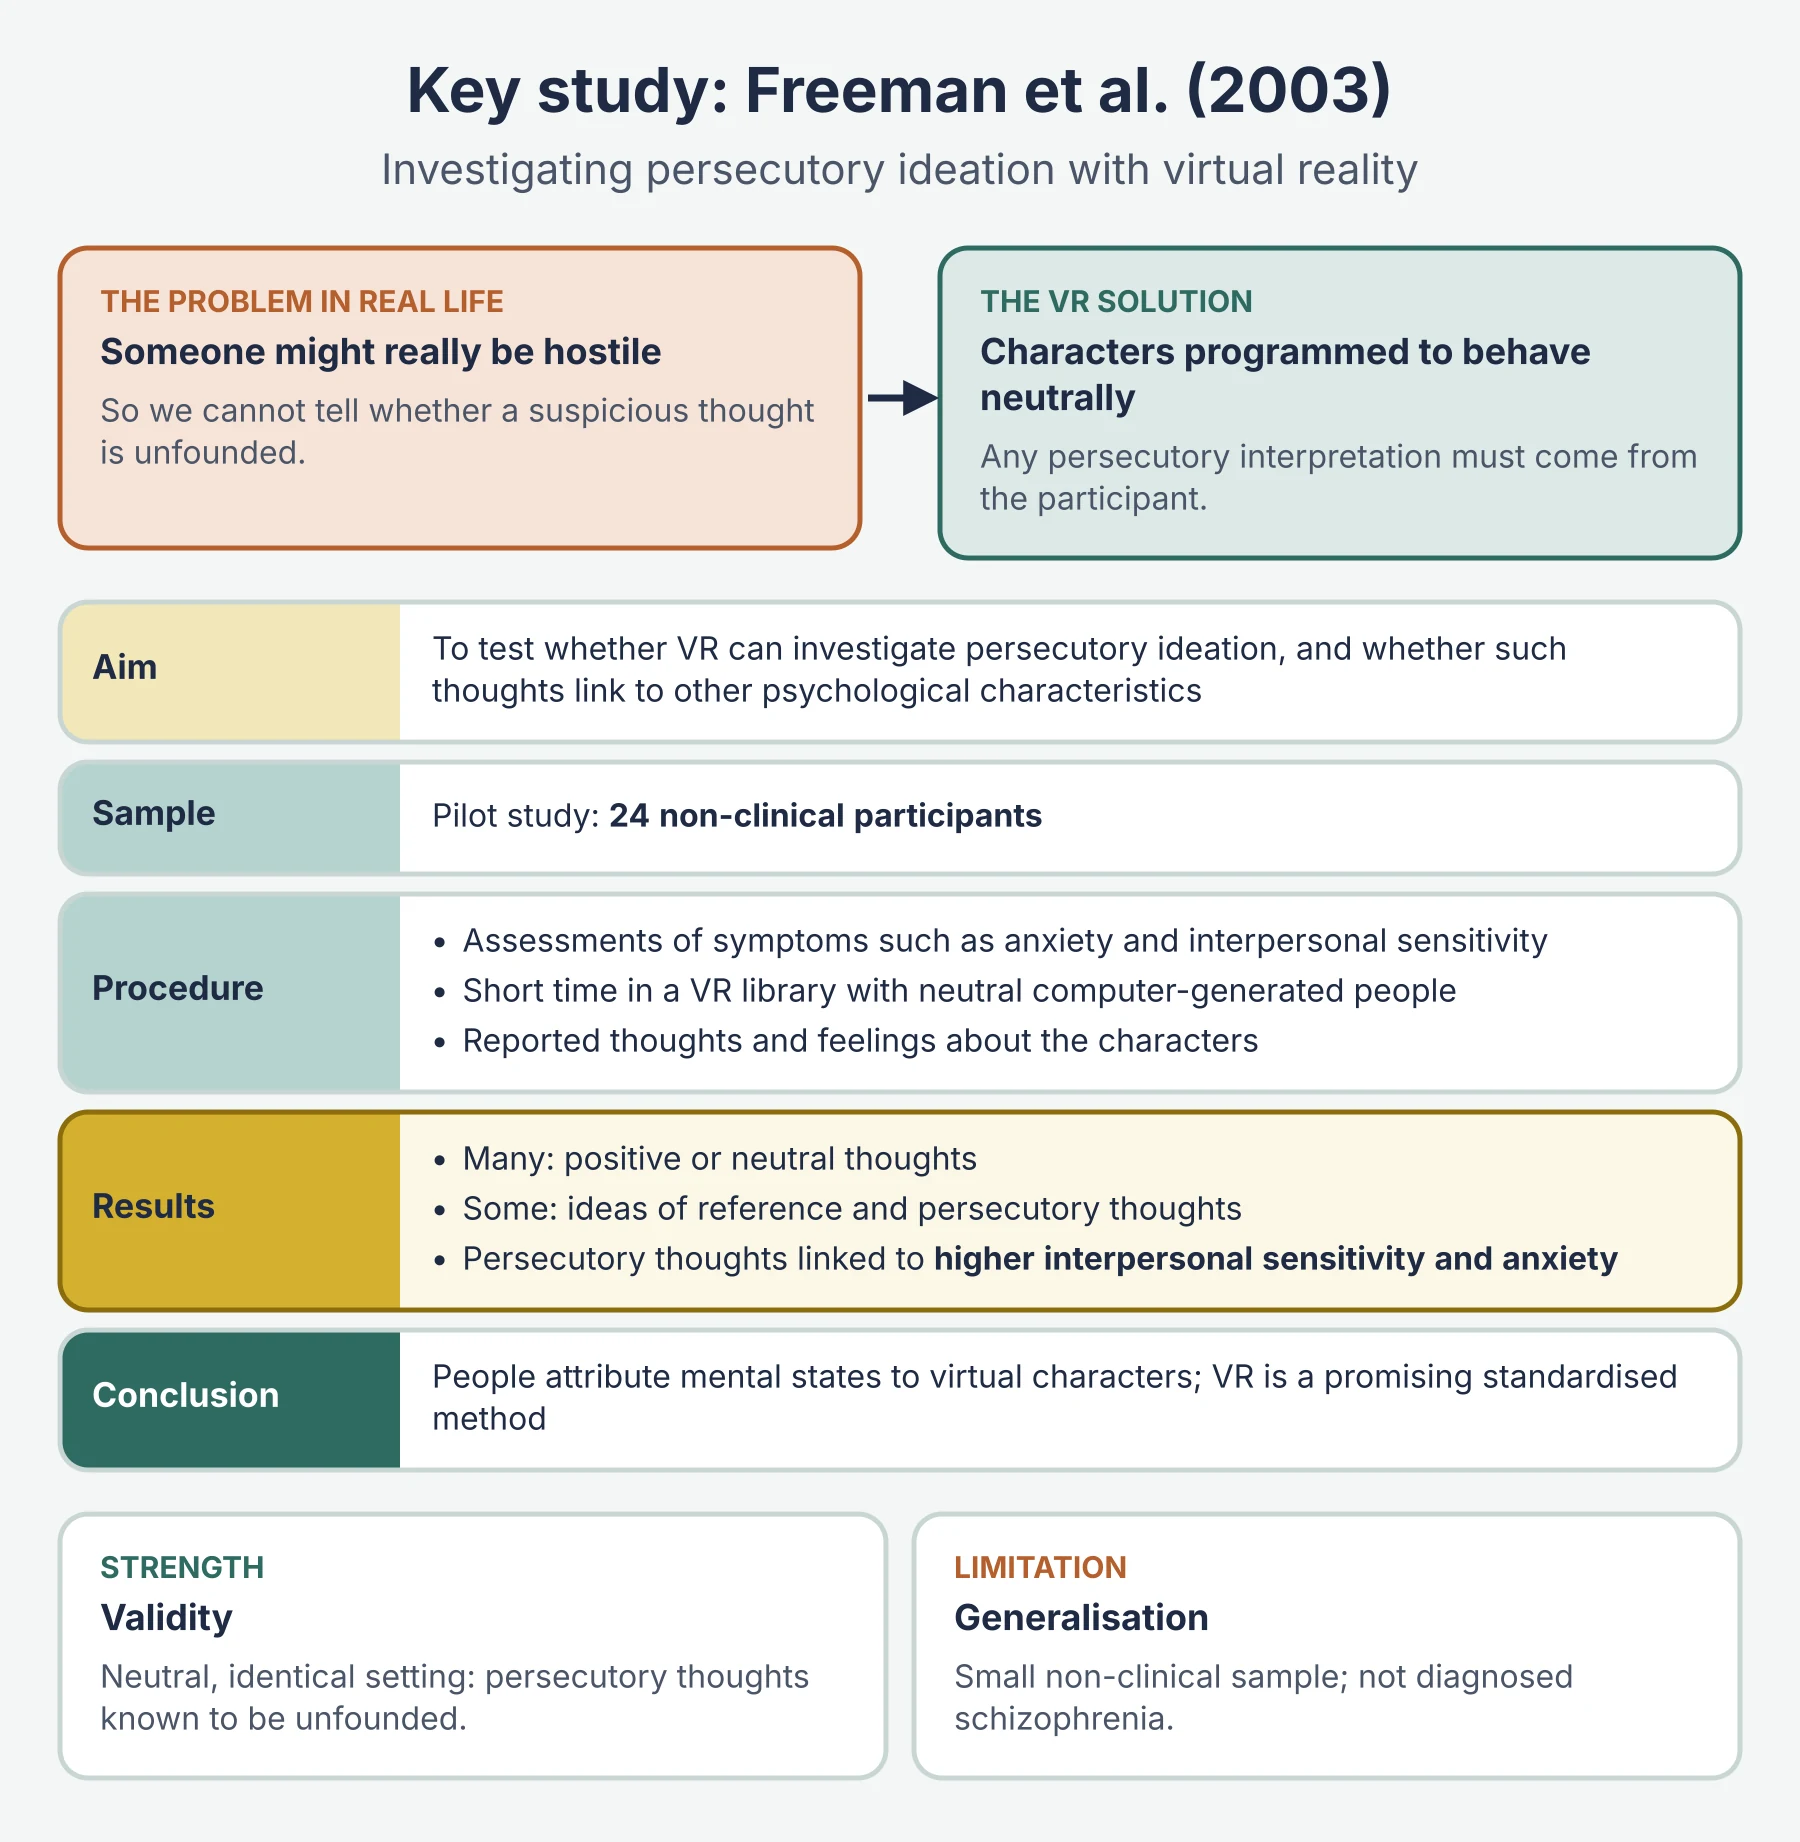 Key study: Freeman et al. (2003)
Investigating persecutory ideation with virtual reality
THE PROBLEM IN REAL LIFE
Someone might really be hostile
So we cannot tell whether a suspicious thought
is unfounded.
THE VR SOLUTION
Characters programmed to behave
neutrally
Any persecutory interpretation must come from
the participant.
Aim
To test whether VR can investigate persecutory ideation, and whether such
thoughts link to other psychological characteristics
Sample
Pilot study: 24 non-clinical participants
Procedure
• Assessments of symptoms such as anxiety and interpersonal sensitivity
• Short time in a VR library with neutral computer-generated people
• Reported thoughts and feelings about the characters
Results
• Many: positive or neutral thoughts
• Some: ideas of reference and persecutory thoughts
• Persecutory thoughts linked to higher interpersonal sensitivity and anxiety
Conclusion
People attribute mental states to virtual characters; VR is a promising standardised
method
STRENGTH
Validity
Neutral, identical setting: persecutory thoughts
known to be unfounded.
LIMITATION
Generalisation
Small non-clinical sample; not diagnosed
schizophrenia.